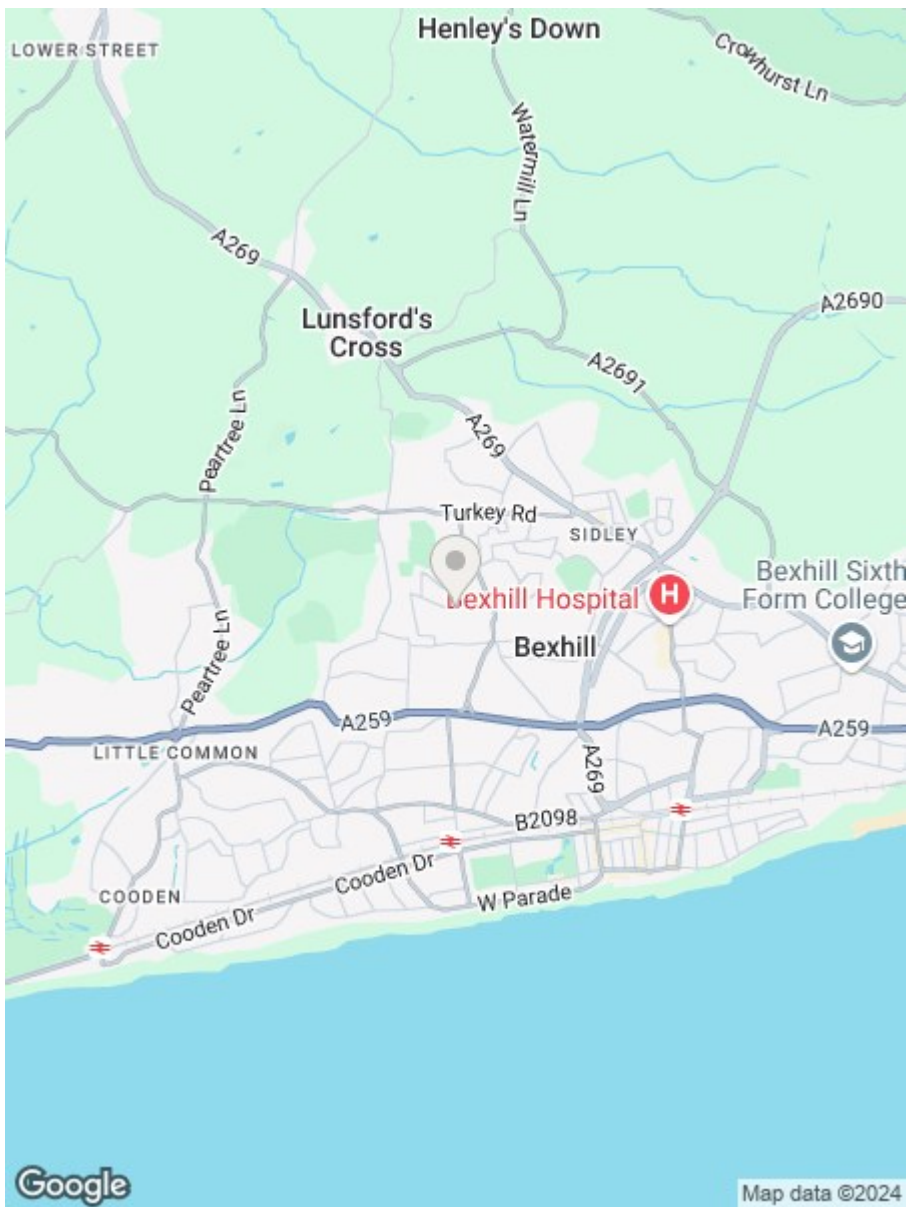 Henley's Down
LOWER STREET
Crowhurst Ln
Watermill Ln
A269
A2690
Lunsford's
Cross
A2691
Peartree Ln
A269
Turkey Rd
SIDLEY
Bexhill Sixth
Form College
Bexhill Hospital
H
Bexhill
Peartree Ln
A259
A259
LITTLE COMMON
A269
B2098
Cooden Dr
W Parade
COODEN
Cooden Dr
Google
Map data ©2024